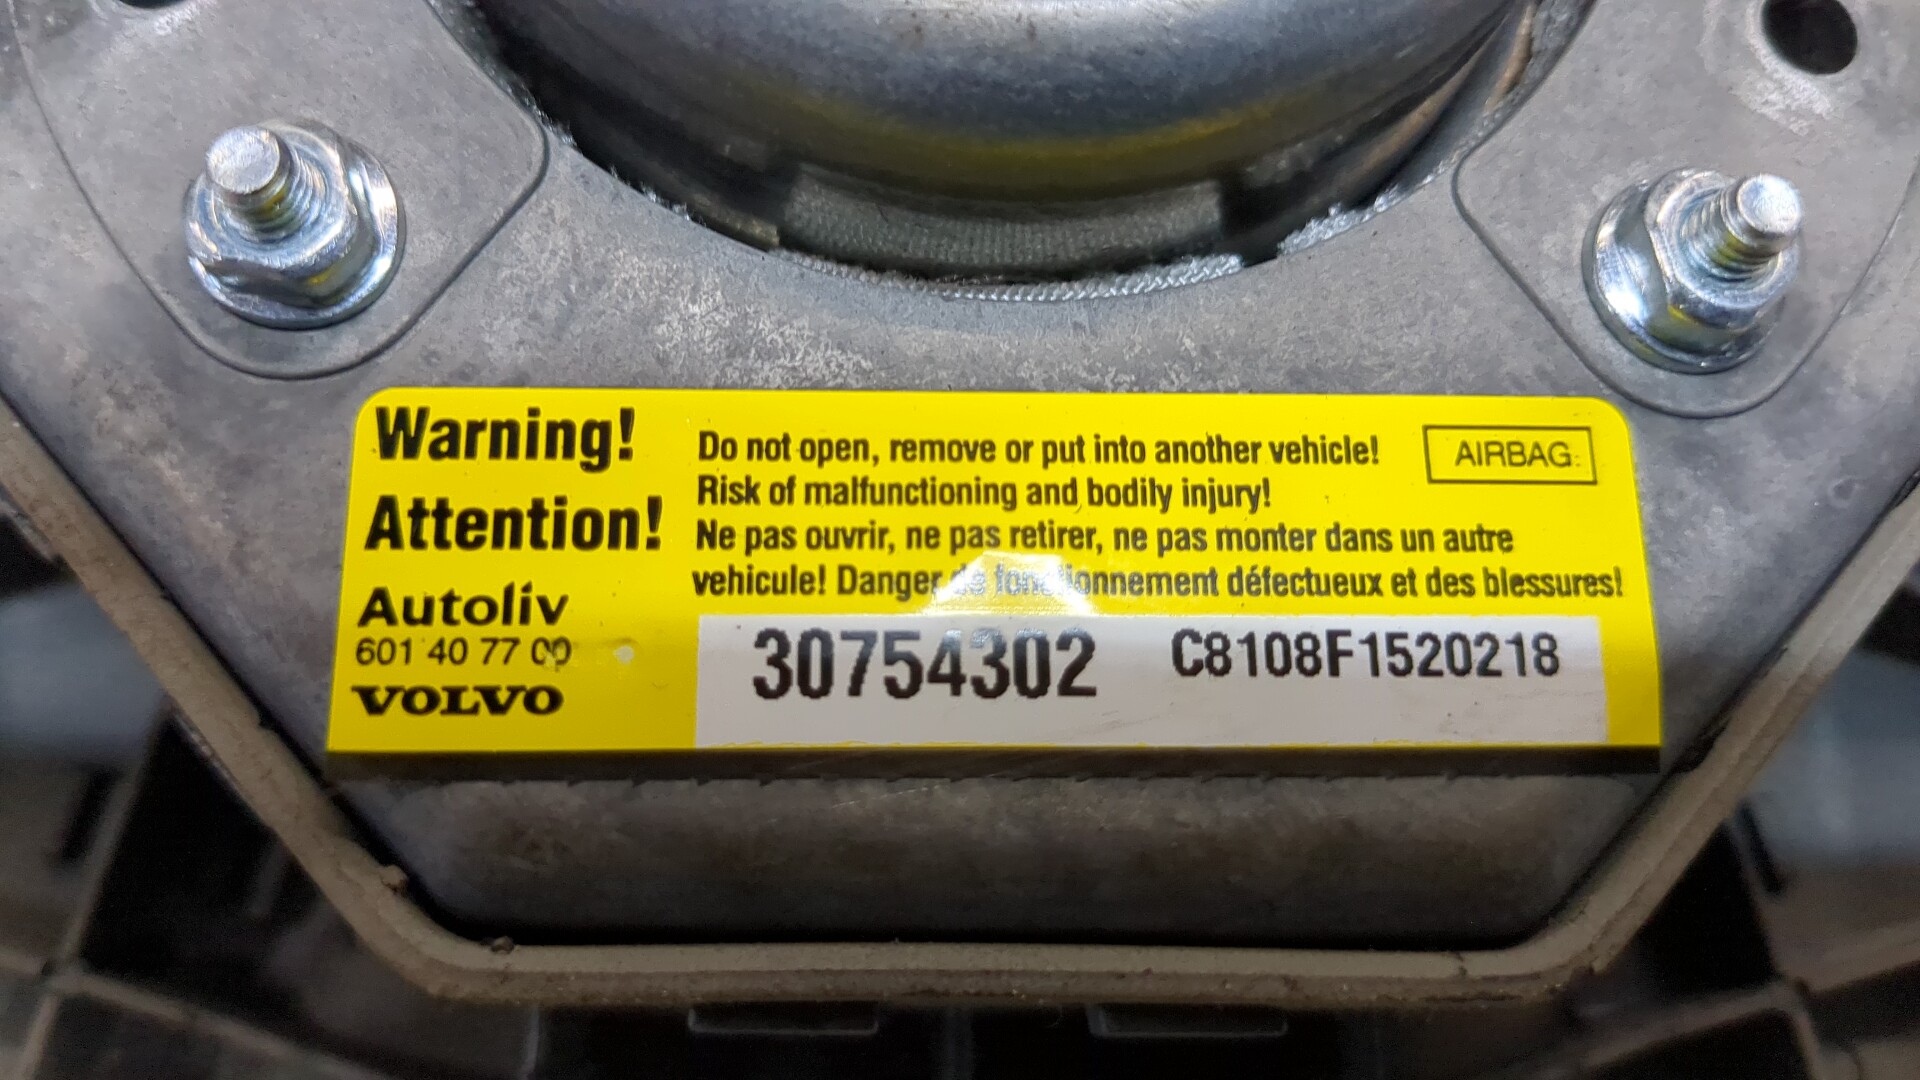 Warning!
Attention!
Autoliv
601 40 77 00
VOLVO
Do not open, remove or put into another vehicle!
Risk of malfunctioning and bodily injury!
Ne pas ouvrir, ne pas retirer, ne pas monter dans un autre
vehicule! Danger de fonctionnement défectueux et des blessures!
AIRBAG
30754302 C8108F1520218